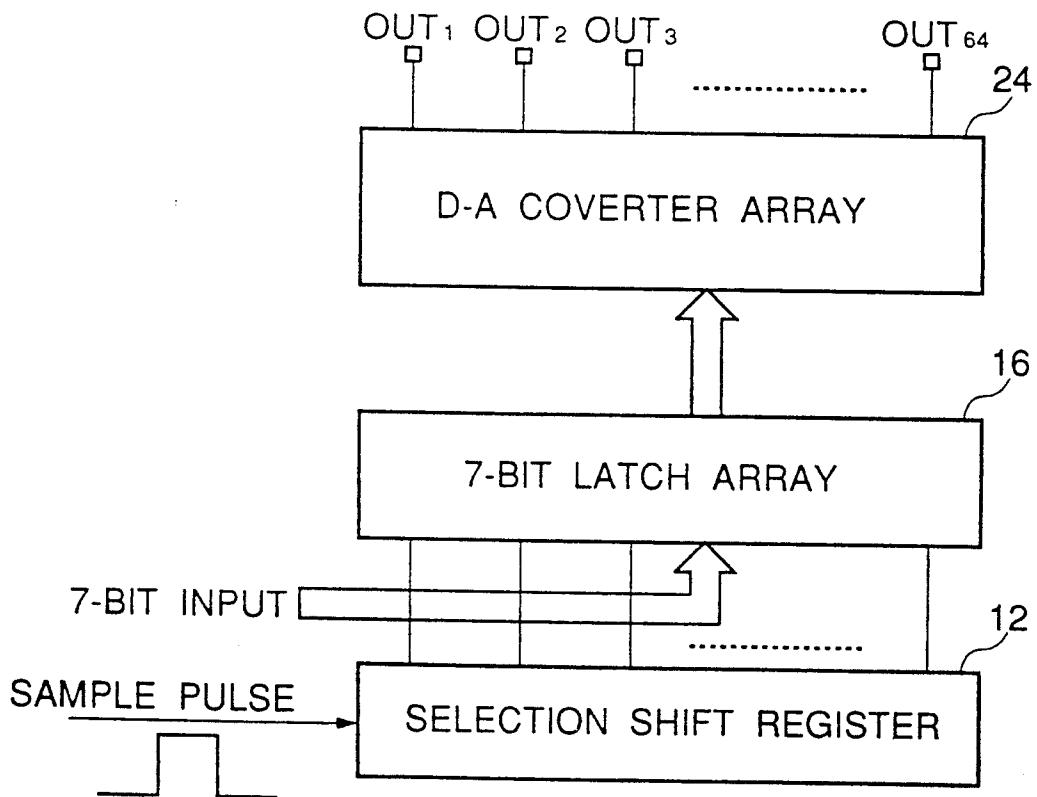 OUT1 OUT2 OUT3 OUT64
24
D-A COVERTER ARRAY
16
7-BIT LATCH ARRAY
7-BIT INPUT
12
SAMPLE PULSE
SELECTION SHIFT REGISTER